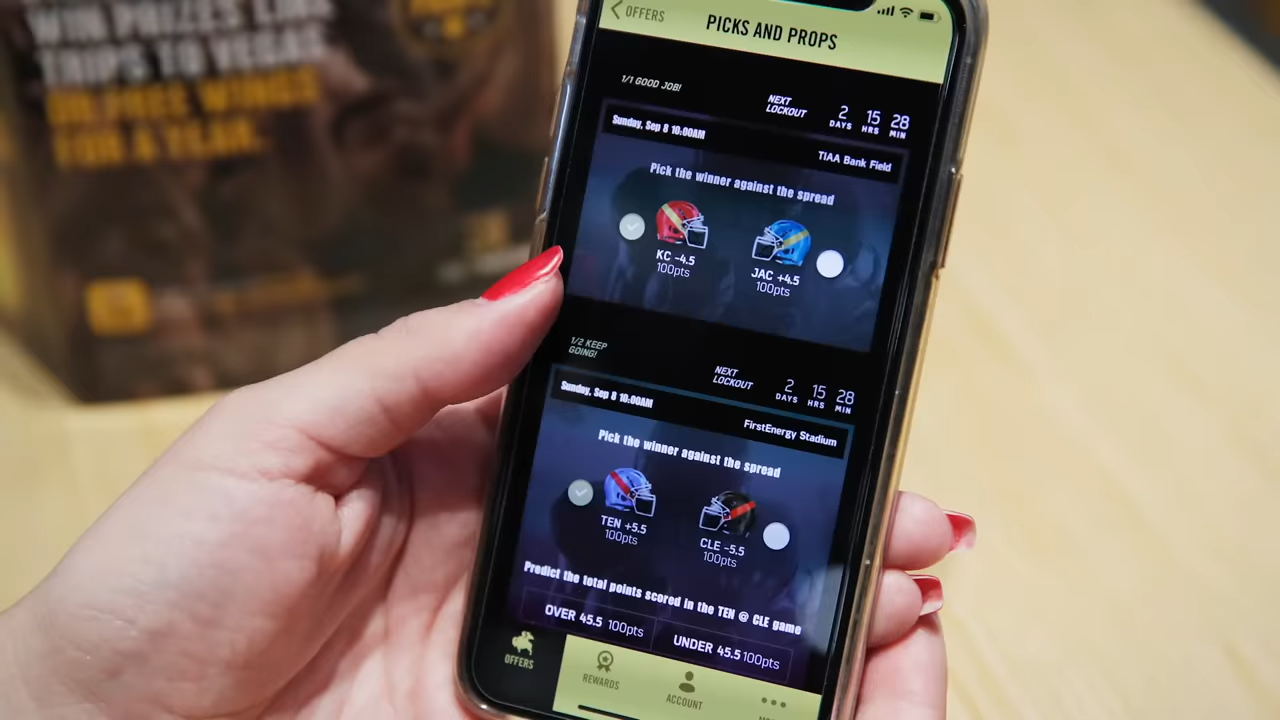 WIN PRIZES LIKE
TRIPS TO VEGAS
OR FREE WINGS
FOR A YEAR.
OFFERS
PICKS AND PROPS
1/1 GOOD JOB!
NEXT LOCKOUT
2 DAYS 15 HRS 28 MIN
Sunday, Sep 8 10:00AM
TIAA Bank Field
Pick the winner against the spread
KC -4.5
100pts
JAC +4.5
100pts
1/2 KEEP
GOING!
NEXT LOCKOUT
2 DAYS 15 HRS 28 MIN
Sunday, Sep 8 10:00AM
FirstEnergy Stadium
Pick the winner against the spread
TEN +5.5
100pts
CLE -5.5
100pts
Predict the total points scored in the TEN @ CLE game
OVER 45.5 100pts
UNDER 45.5 100pts
OFFERS
REWARDS
ACCOUNT